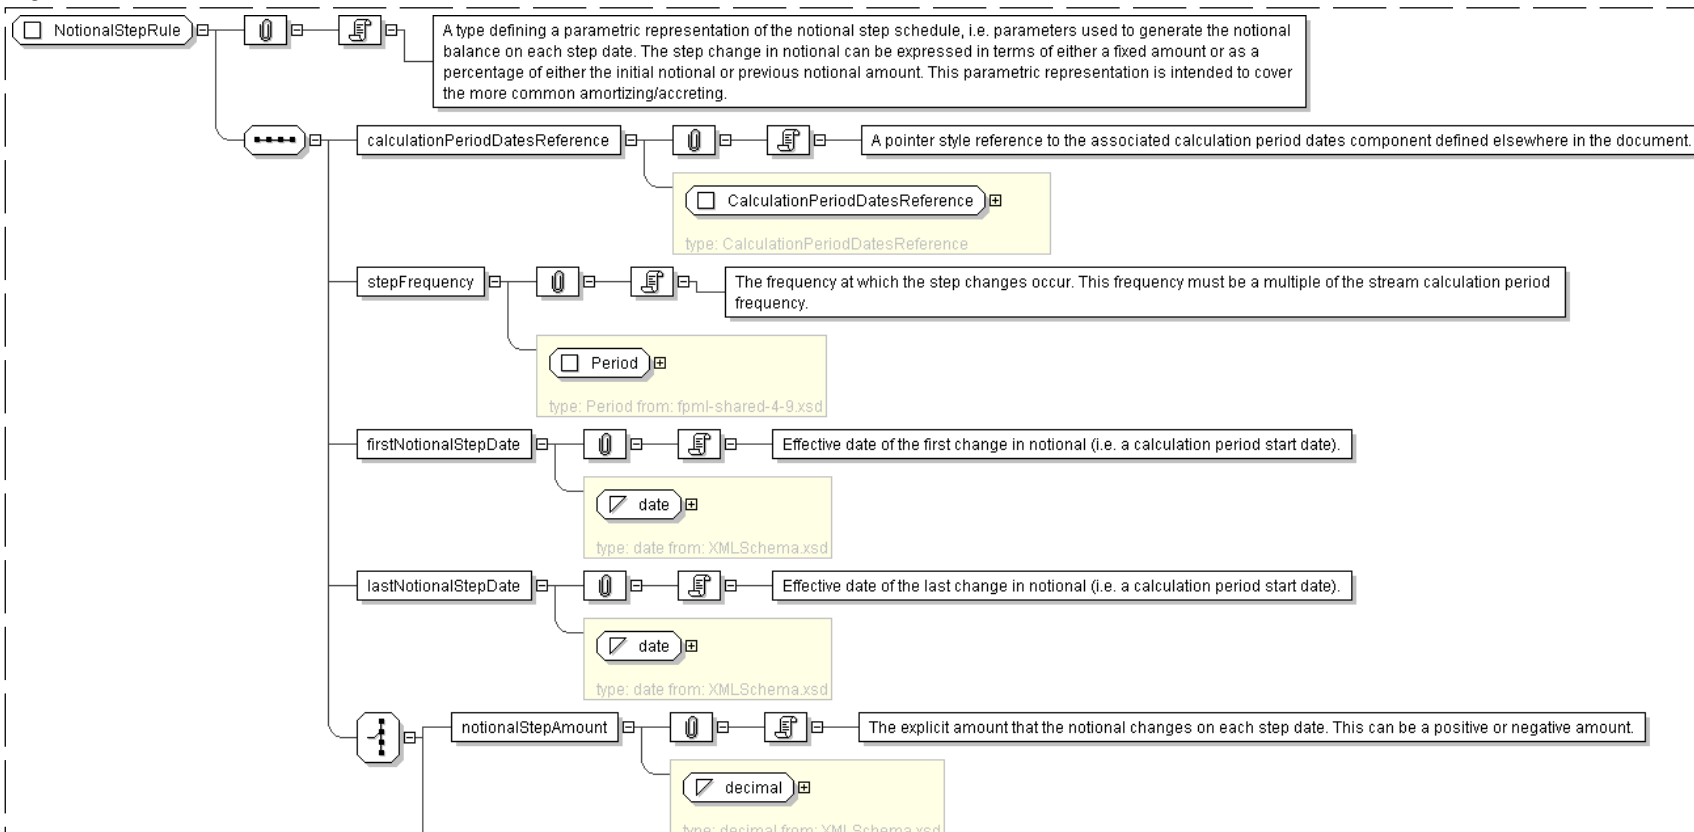 NotionalStepRule
A type defining a parametric representation of the notional step schedule, i.e. parameters used to generate the notional
balance on each step date. The step change in notional can be expressed in terms of either a fixed amount or as a
percentage of either the initial notional or previous notional amount. This parametric representation is intended to cover
the more common amortizing/accreting.
calculationPeriodDatesReference
A pointer style reference to the associated calculation period dates component defined elsewhere in the document.
CalculationPeriodDatesReference
type: CalculationPeriodDatesReference
stepFrequency
The frequency at which the step changes occur. This frequency must be a multiple of the stream calculation period
frequency.
Period
type: Period from: fpml-shared-4-9.xsd
firstNotionalStepDate
Effective date of the first change in notional (i.e. a calculation period start date).
date
type: date from: XMLSchema.xsd
lastNotionalStepDate
Effective date of the last change in notional (i.e. a calculation period start date).
date
type: date from: XMLSchema.xsd
notionalStepAmount
The explicit amount that the notional changes on each step date. This can be a positive or negative amount.
decimal
type: decimal from: XMLSchema.xsd